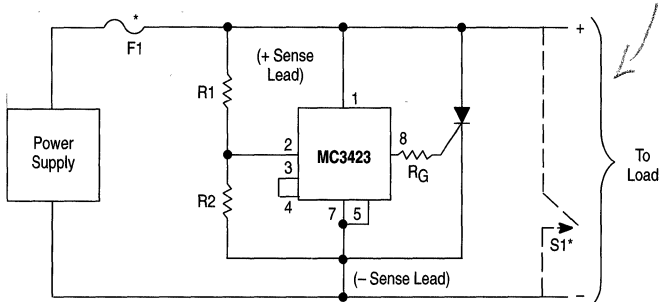 *
F1
+
(+ Sense
Lead)
R1
1
Power
Supply
2
MC3423
8
3
RG
To
Load
R2
4
7
5
S1*
(– Sense Lead)
–